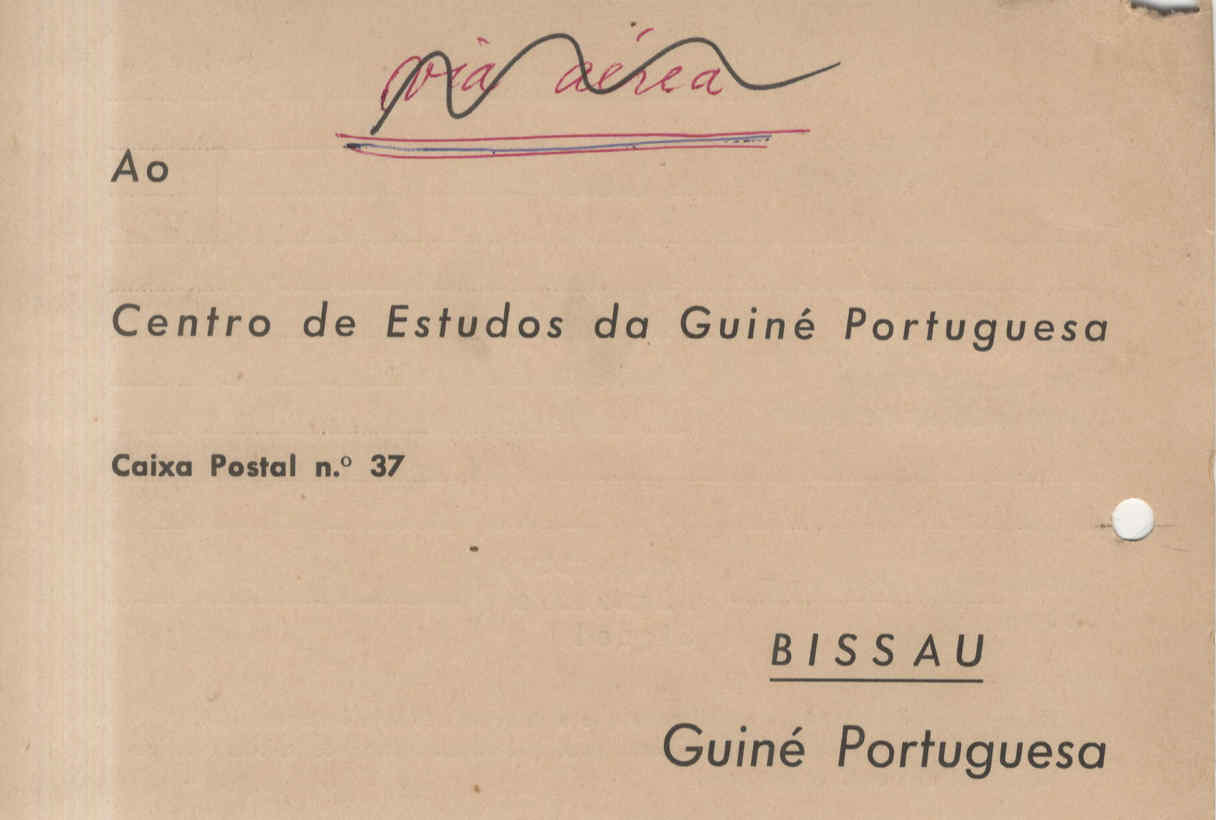 via aérea
Ao
Centro de Estudos da Guiné Portuguesa
Caixa Postal n.º 37
BISSAU
Guiné Portuguesa